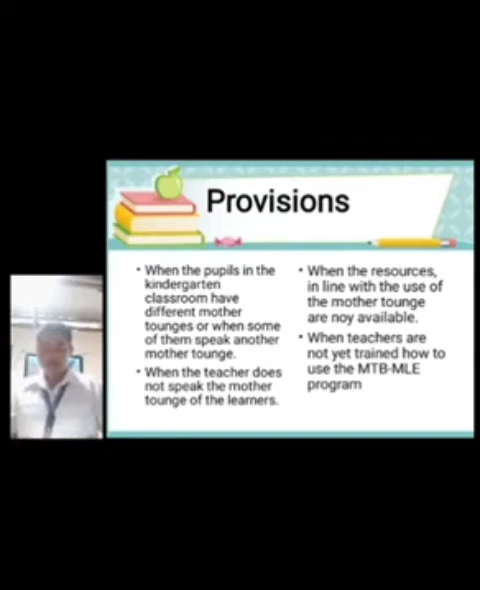 Provisions
• When the pupils in the
kindergarten
classroom have
different mother
tounges or when some
of them speak another
mother tounge.
• When the teacher does
not speak the mother
tounge of the learners.
• When the resources,
in line with the use of
the mother tounge
are noy available.
• When teachers are
not yet trained how to
use the MTB-MLE
program